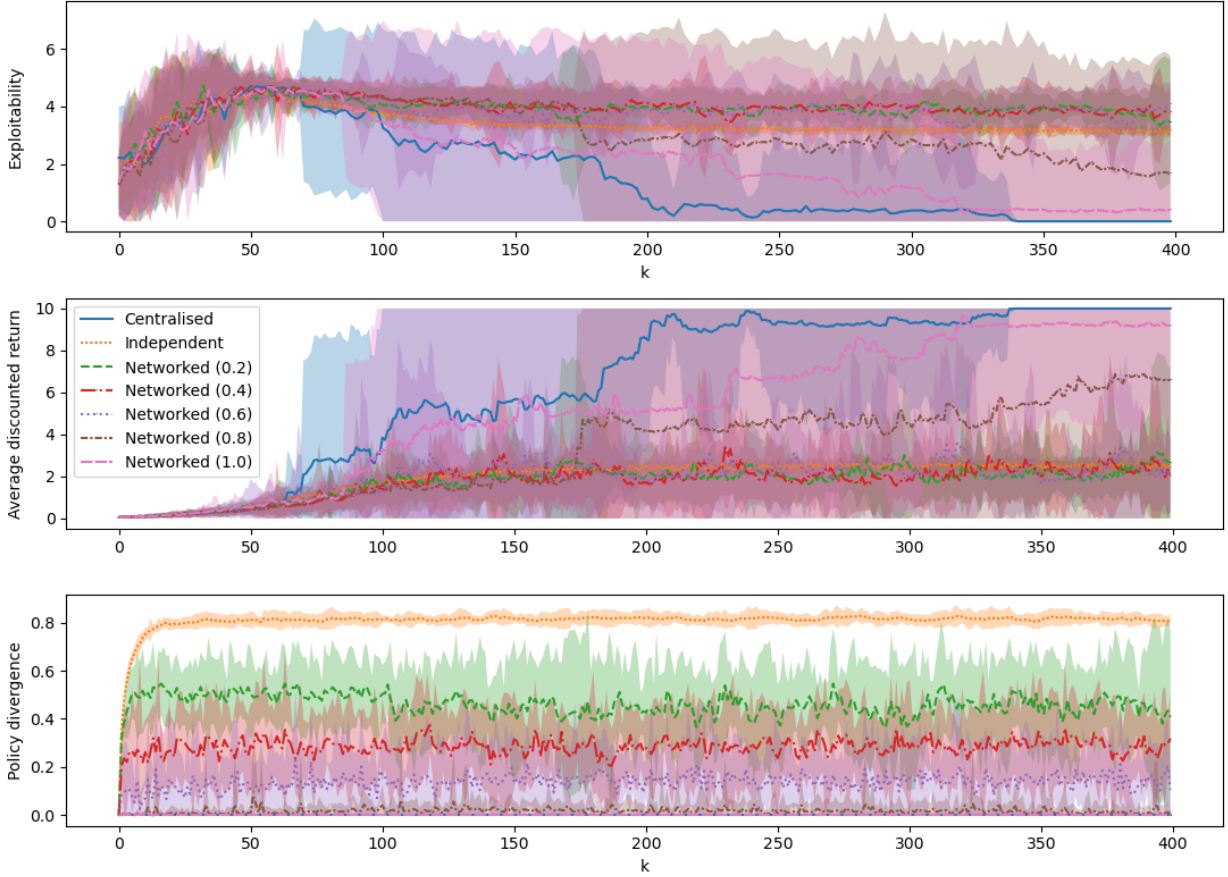 Exploitability
6
4
2
0
0 50 100 150 200 250 300 350 400
k
Average discounted return
10
8
6
4
2
0
Centralised
Independent
Networked (0.2)
Networked (0.4)
Networked (0.6)
Networked (0.8)
Networked (1.0)
0 50 100 150 200 250 300 350 400
Policy divergence
0.8
0.6
0.4
0.2
0.0
0 50 100 150 200 250 300 350 400
k